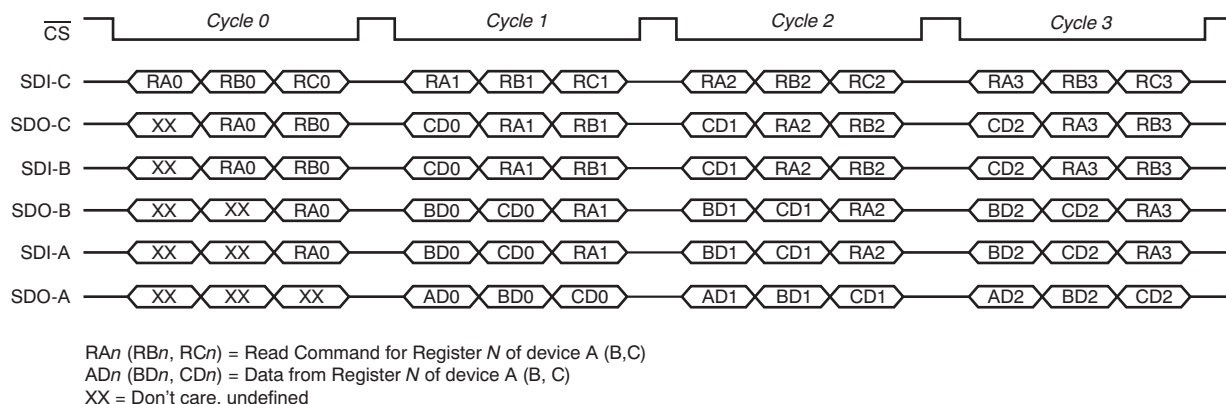 CS Cycle 0 Cycle 1 Cycle 2 Cycle 3
SDI-C RA0 RB0 RC0 RA1 RB1 RC1 RA2 RB2 RC2 RA3 RB3 RC3
SDO-C XX RA0 RB0 CD0 RA1 RB1 CD1 RA2 RB2 CD2 RA3 RB3
SDI-B XX RA0 RB0 CD0 RA1 RB1 CD1 RA2 RB2 CD2 RA3 RB3
SDO-B XX XX RA0 BD0 CD0 RA1 BD1 CD1 RA2 BD2 CD2 RA3
SDI-A XX XX RA0 BD0 CD0 RA1 BD1 CD1 RA2 BD2 CD2 RA3
SDO-A XX XX XX AD0 BD0 CD0 AD1 BD1 CD1 AD2 BD2 CD2
RAn (RBn, RCn) = Read Command for Register N of device A (B,C)
ADn (BDn, CDn) = Data from Register N of device A (B, C)
XX = Don't care, undefined